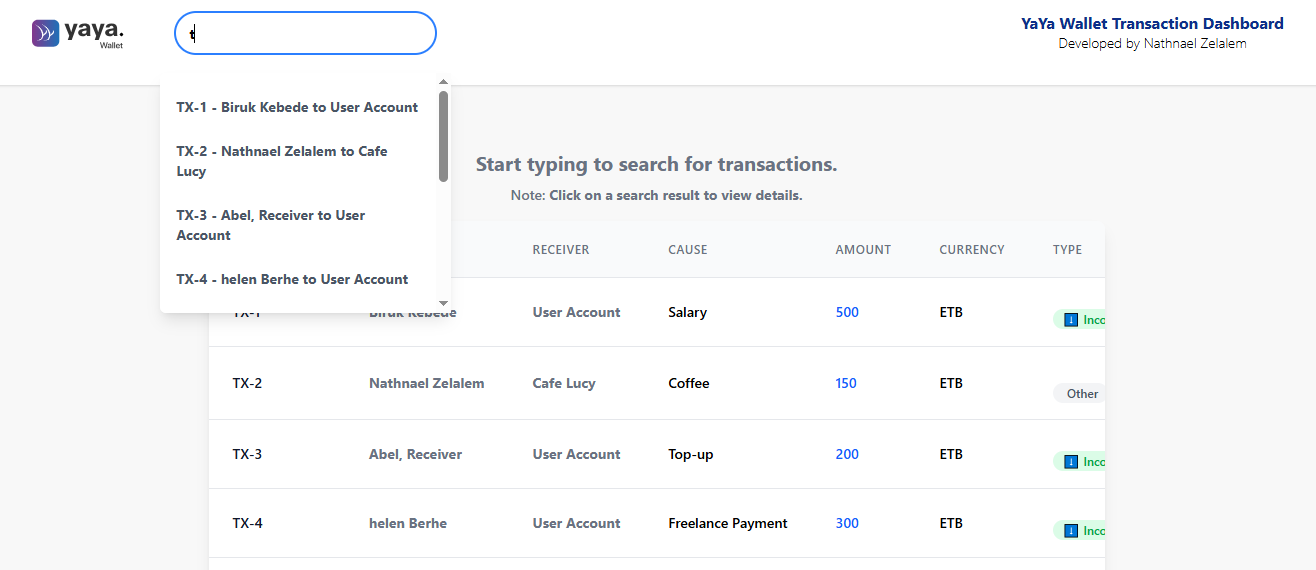 yaya.
Wallet
t
YaYa Wallet Transaction Dashboard
Developed by Nathnael Zelalem
TX-1 - Biruk Kebede to User Account
TX-2 - Nathnael Zelalem to Cafe
Lucy
TX-3 - Abel, Receiver to User
Account
TX-4 - helen Berhe to User Account
Start typing to search for transactions.
Note: Click on a search result to view details.
RECEIVER CAUSE AMOUNT CURRENCY TYPE
TX-1 Biruk Kebede User Account Salary 500 ETB Inco
TX-2 Nathnael Zelalem Cafe Lucy Coffee 150 ETB Other
TX-3 Abel, Receiver User Account Top-up 200 ETB Inco
TX-4 helen Berhe User Account Freelance Payment 300 ETB Inco